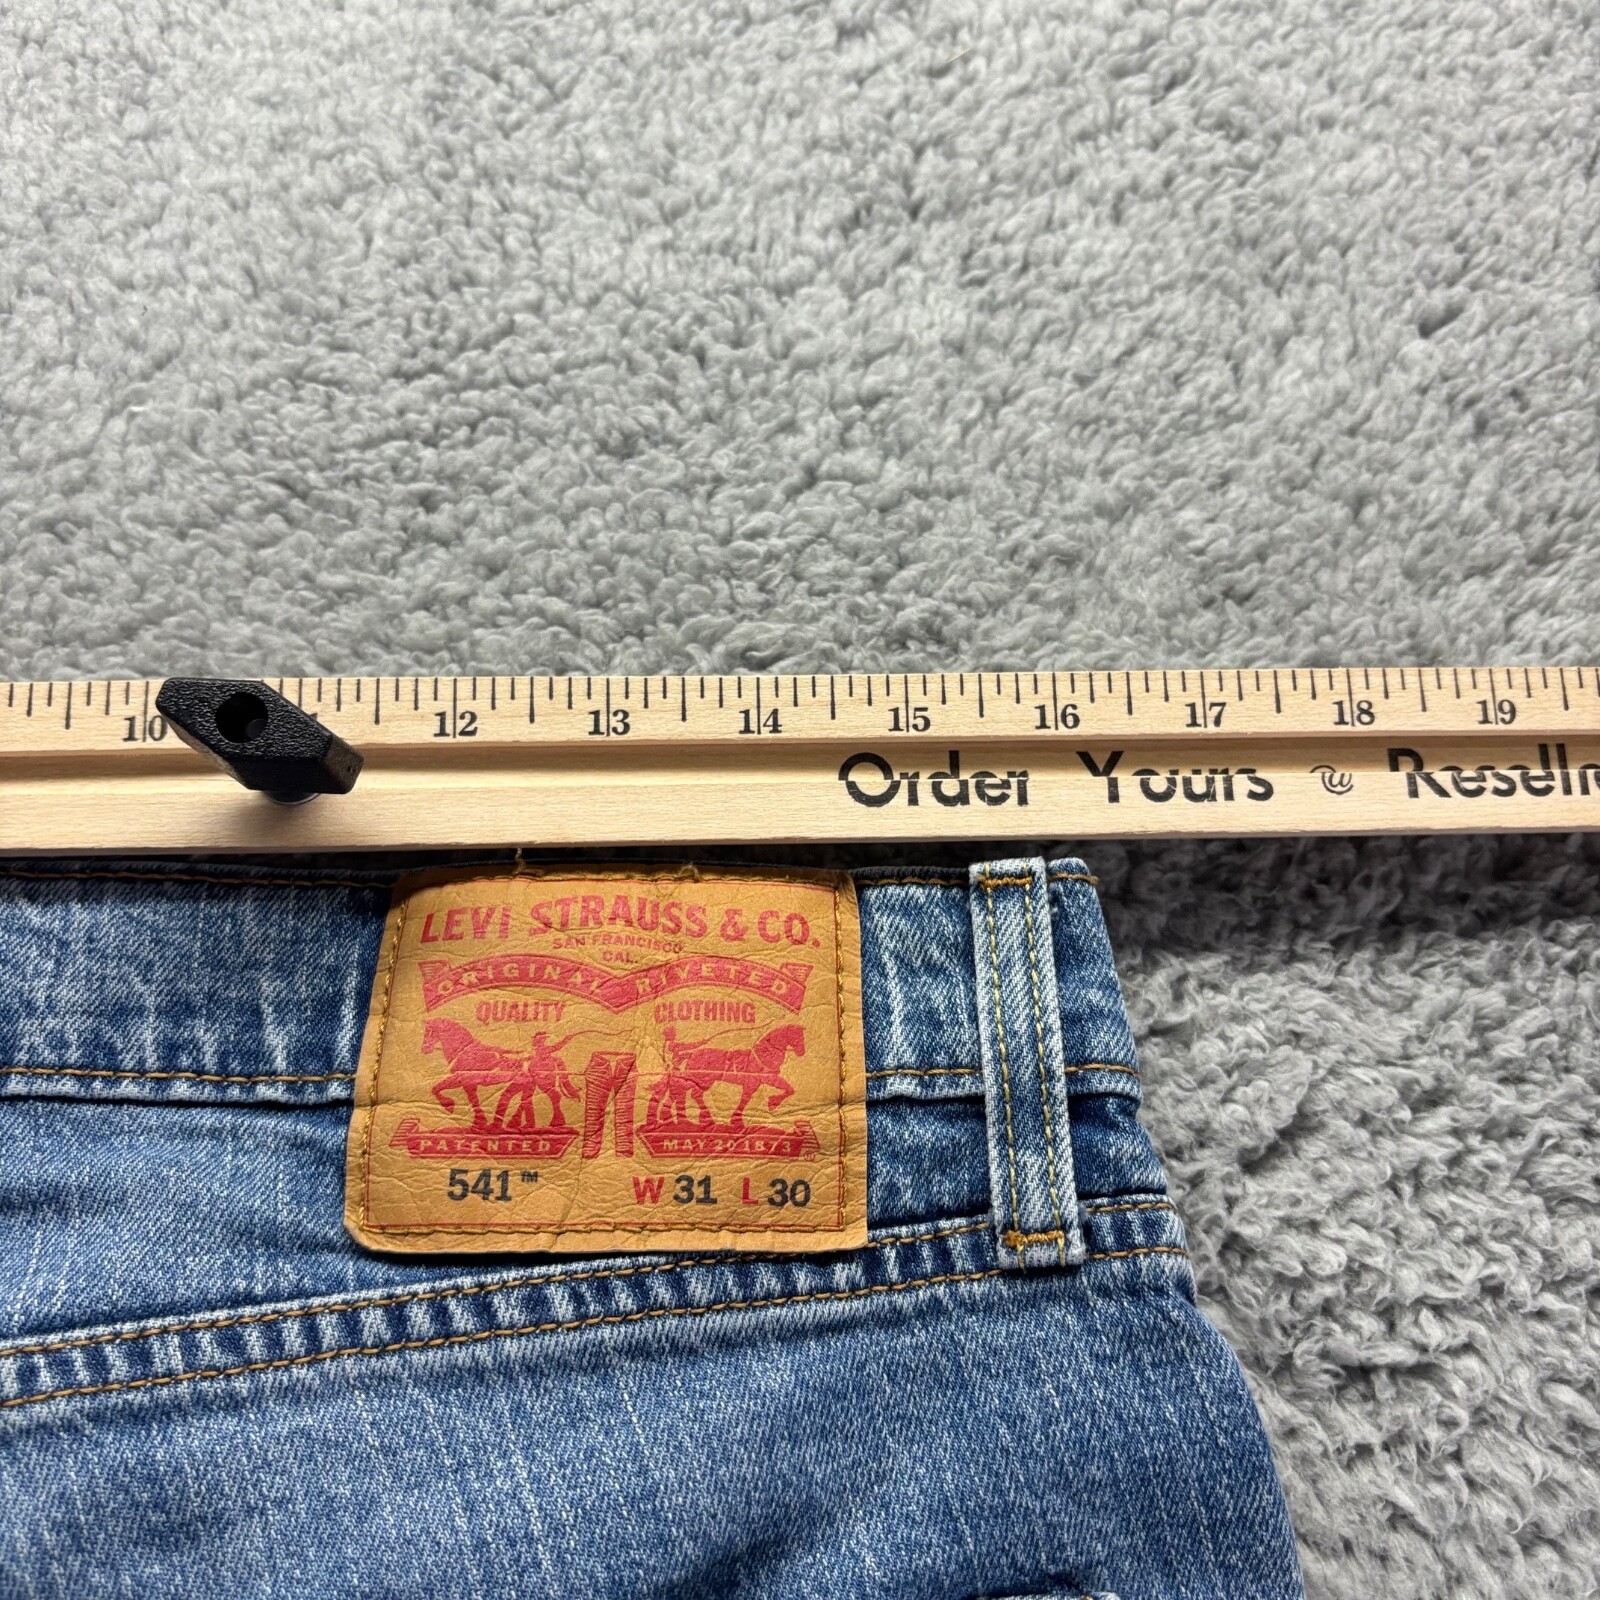 10 12 13 14 15 16 17 18 19
Order Yours @ Reselle
LEVI STRAUSS & CO.
SAN FRANCISCO
CAL.
ORIGINAL RIVETED
QUALITY CLOTHING
PATENTED MAY 20 1873 ®
541™ W 31 L 30